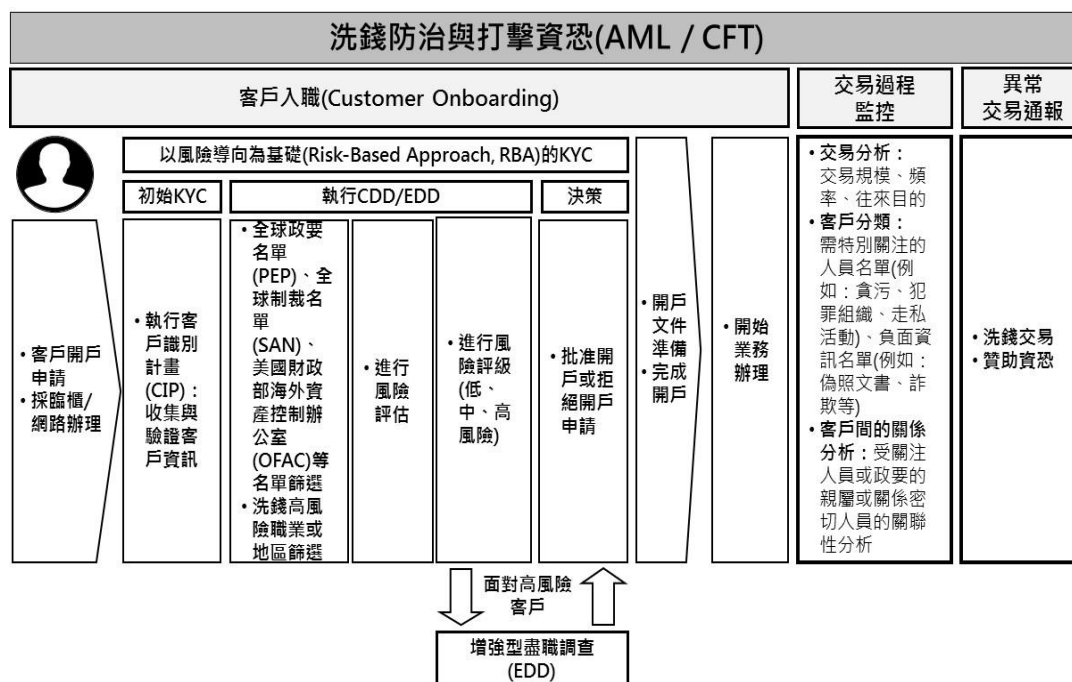 洗錢防治與打擊資恐(AML / CFT)
客戶入職(Customer Onboarding)
交易過程
監控
異常
交易通報
以風險導向為基礎(Risk-Based Approach, RBA)的KYC
初始KYC
執行CDD/EDD
決策
• 客戶開戶
申請
• 採臨櫃/
網路辦理
• 執行客
戶識別
計畫
(CIP)：
收集與
驗證客
戶資訊
• 全球政要
名單
(PEP)、全
球制裁名
單
(SAN)、
美國財政
部海外資
產控制辦
公室
(OFAC)等
名單篩選
• 洗錢高風
險職業或
地區篩選
• 進行
風險
評估
• 進行風
險評級
(低、
中、高
風險)
• 批准開
戶或拒
絕開戶
申請
• 開戶
文件
準備
• 完成
開戶
• 開始
業務
辦理
• 交易分析：
交易規模、頻
率、往來目的
• 客戶分類：
需特別關注的
人員名單(例
如：貪污、犯
罪組織、走私
活動)、負面資
訊名單(例如：
偽照文書、詐
欺等)
• 客戶間的關係
分析：受關注
人員或政要的
親屬或關係密
切人員的關聯
性分析
• 洗錢交易
• 贊助資恐
面對高風險
客戶
增強型盡職調查
(EDD)